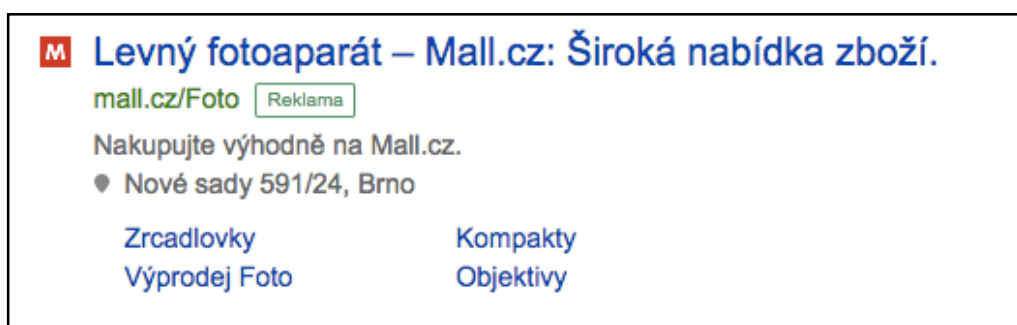 M Levný fotoaparát – Mall.cz: Široká nabídka zboží.
mall.cz/Foto Reklama
Nakupujte výhodně na Mall.cz.
Nové sady 591/24, Brno
Zrcadlovky Kompakty
Výprodej Foto Objektivy